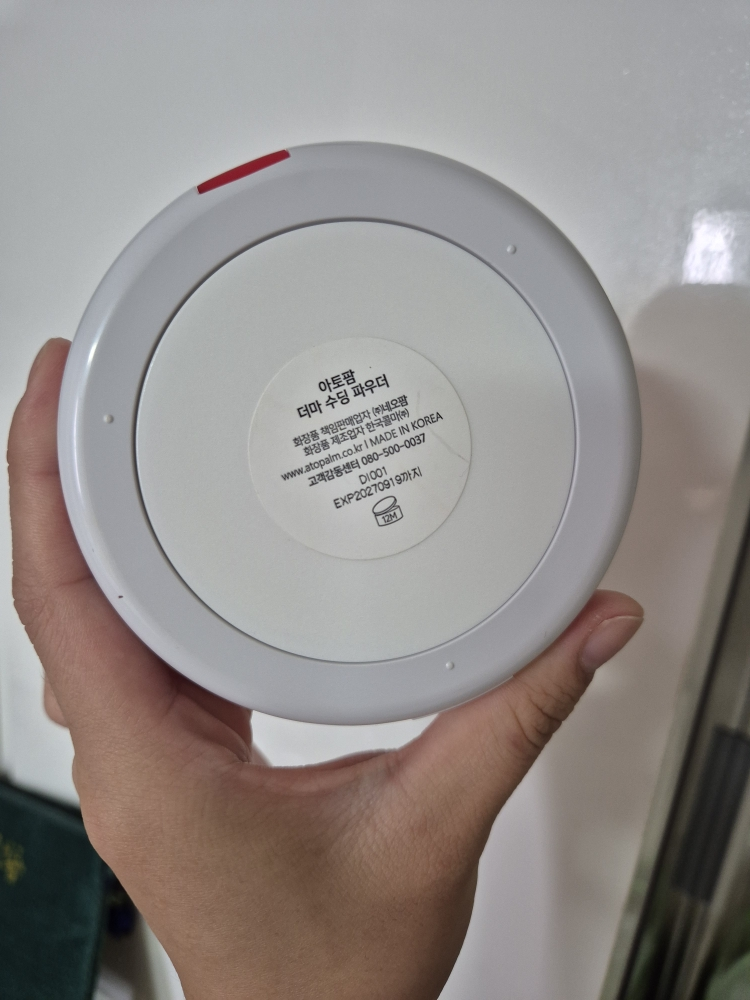 아토팜
더마 수딩 파우더
화장품 책임판매업자 ㈜네오팜
화장품 제조업자 한국콜마㈜
www.atopalm.co.kr I MADE IN KOREA
고객감동센터 080-500-0037
DI001
EXP20270919까지
12M